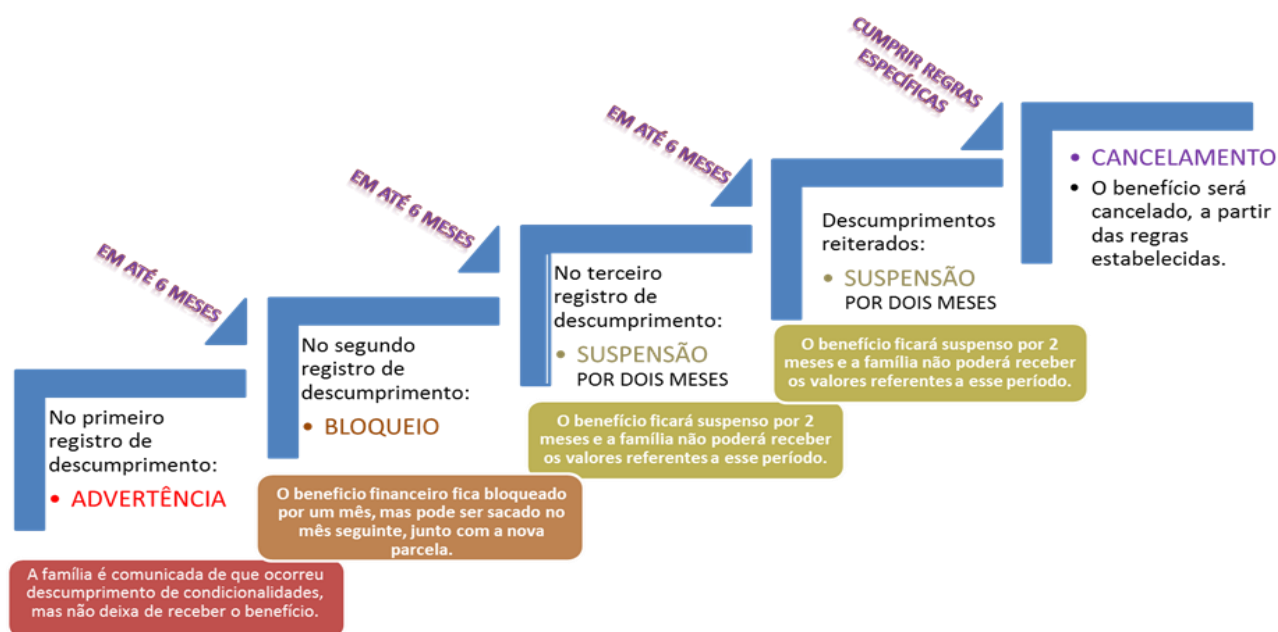 No primeiro
registro de
descumprimento:
• ADVERTÊNCIA
A família é comunicada de que ocorreu
descumprimento de condicionalidades,
mas não deixa de receber o benefício.
EM ATÉ 6 MESES
No segundo
registro de
descumprimento:
• BLOQUEIO
O beneficio financeiro fica bloqueado
por um mês, mas pode ser sacado no
mês seguinte, junto com a nova
parcela.
EM ATÉ 6 MESES
No terceiro
registro de
descumprimento:
• SUSPENSÃO
POR DOIS MESES
O benefício ficará suspenso por 2
meses e a família não poderá receber
os valores referentes a esse período.
EM ATÉ 6 MESES
Descumprimentos
reiterados:
• SUSPENSÃO
POR DOIS MESES
O benefício ficará suspenso por 2
meses e a família não poderá receber
os valores referentes a esse período.
CUMPRIR REGRAS
ESPECÍFICAS
• CANCELAMENTO
• O benefício será
cancelado, a partir
das regras
estabelecidas.